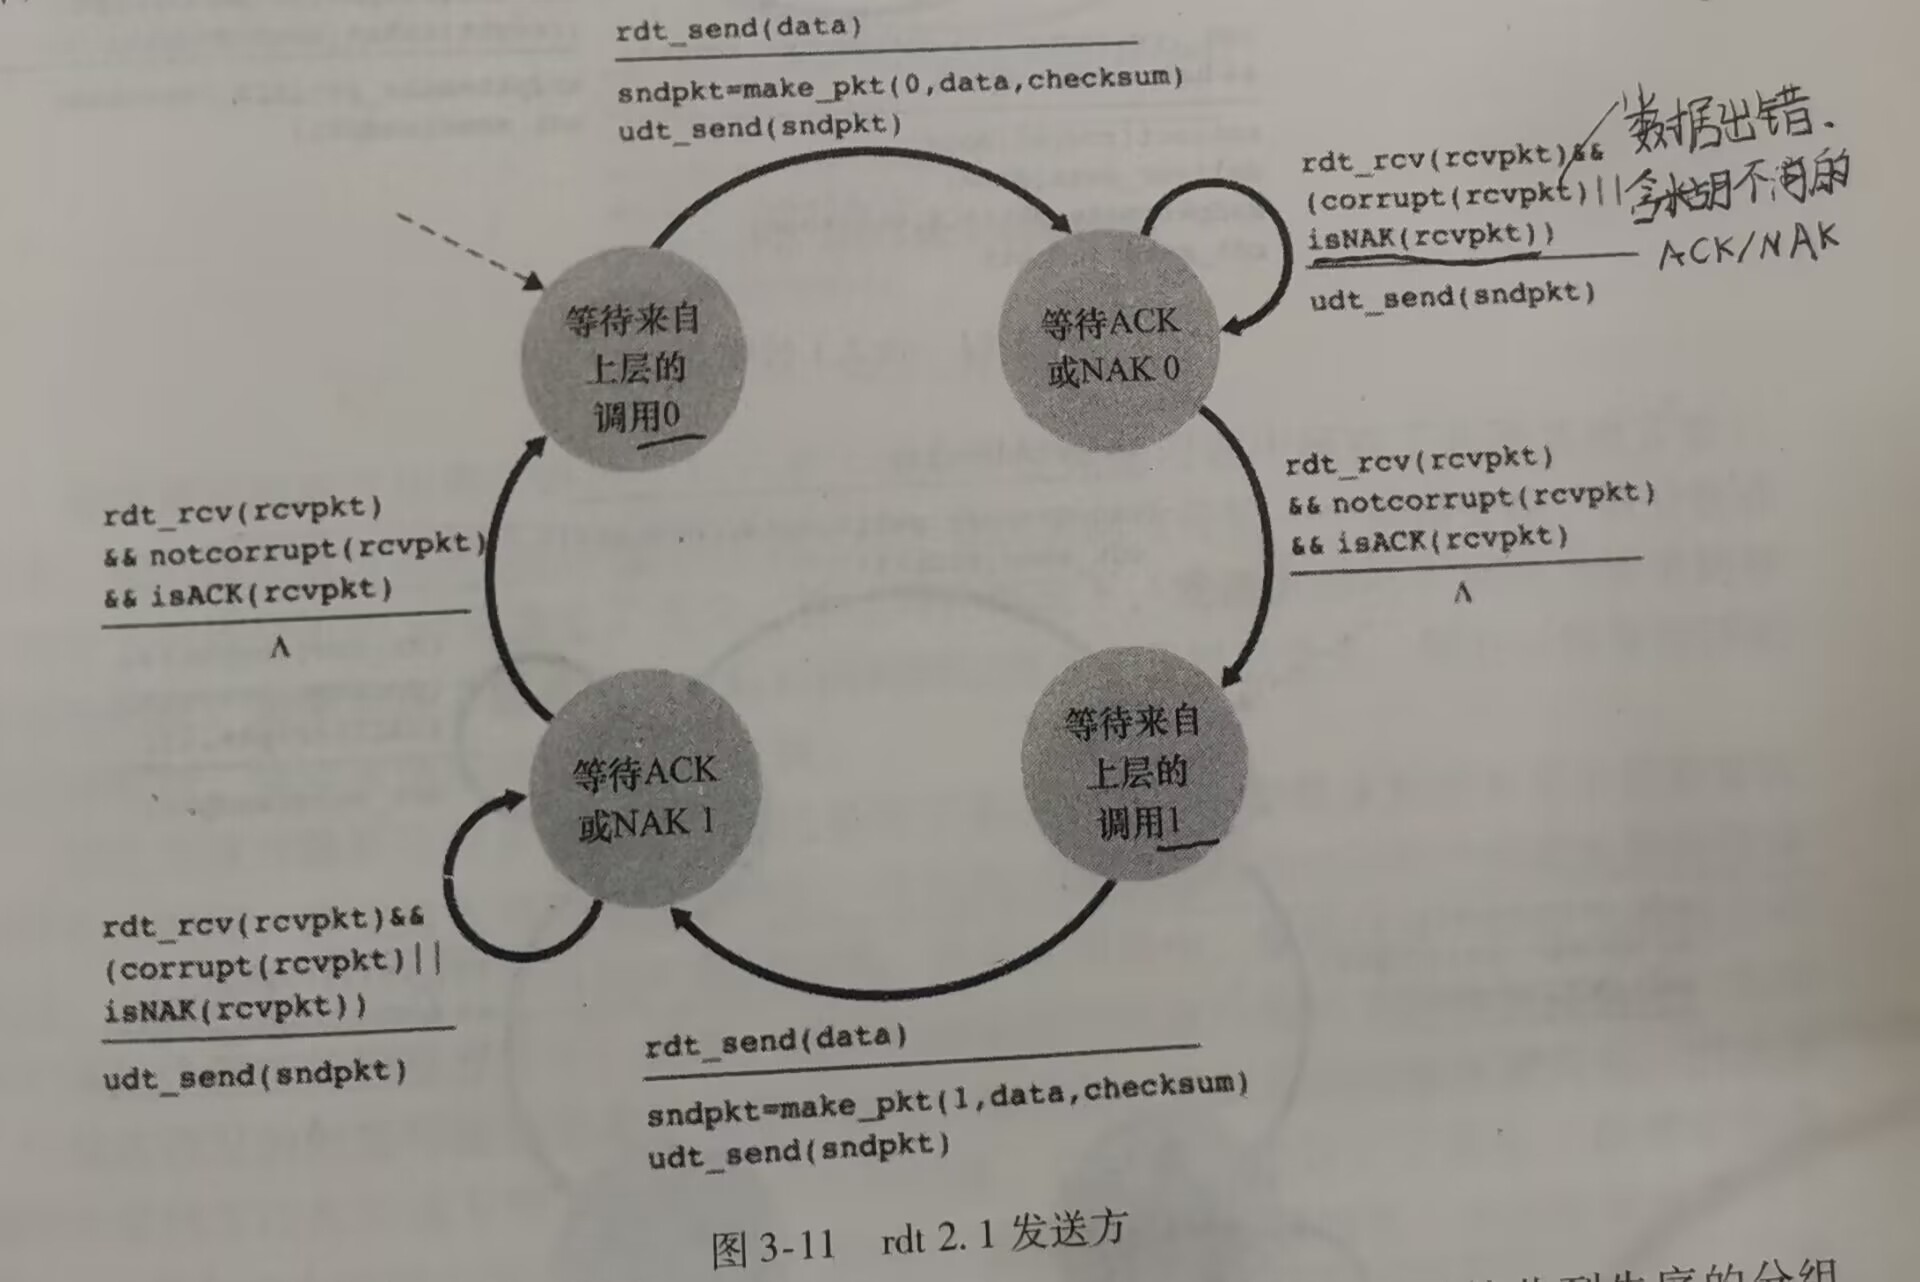 rdt_send(data)
sndpkt=make_pkt(0,data,checksum)
udt_send(sndpkt)
rdt_rcv(rcvpkt)&&
(corrupt(rcvpkt)||
isNAK(rcvpkt))
udt_send(sndpkt)
数据出错.
含糊不清的
ACK/NAK
等待来自
上层的
调用0
等待ACK
或NAK 0
rdt_rcv(rcvpkt)
&& notcorrupt(rcvpkt)
&& isACK(rcvpkt)
Λ
rdt_rcv(rcvpkt)
&& notcorrupt(rcvpkt)
&& isACK(rcvpkt)
Λ
等待ACK
或NAK 1
等待来自
上层的
调用1
rdt_rcv(rcvpkt)&&
(corrupt(rcvpkt)||
isNAK(rcvpkt))
udt_send(sndpkt)
rdt_send(data)
sndpkt=make_pkt(1,data,checksum)
udt_send(sndpkt)
图 3-11 rdt 2.1 发送方